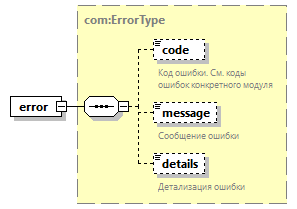 com:ErrorType
code
Код ошибки. См. коды
ошибок конкретного модуля
error
message
Сообщение ошибки
details
Детализация ошибки